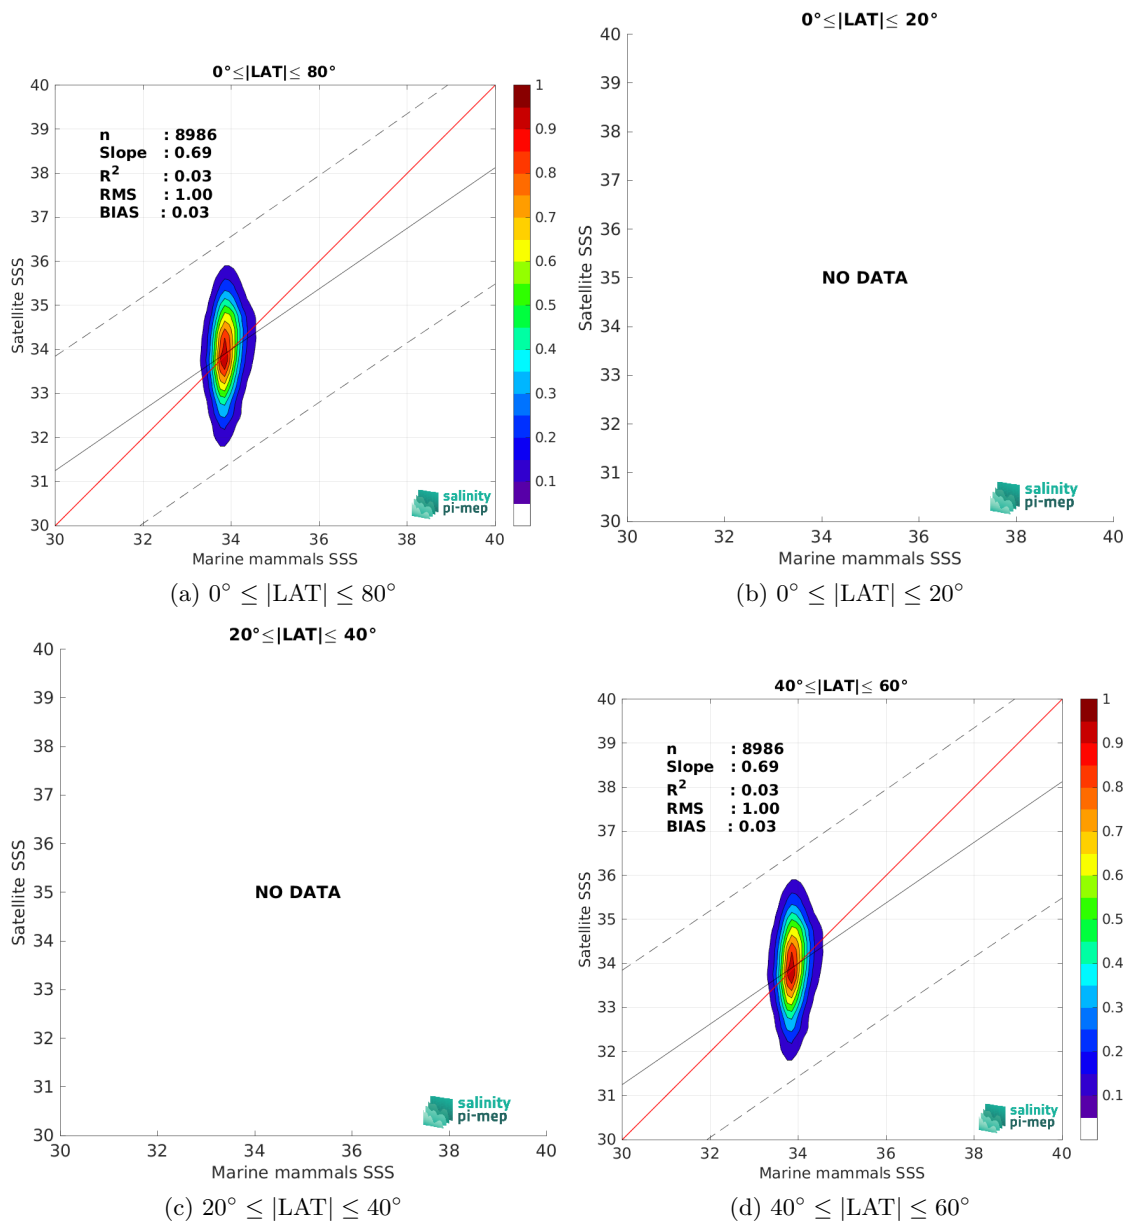 0°≤|LAT|≤ 80°
40
39
38
37
36
35
34
33
32
31
30
Satellite SSS
n : 8986
Slope : 0.69
R² : 0.03
RMS : 1.00
BIAS : 0.03
salinity
pi-mep
30 32 34 36 38 40
Marine mammals SSS
1
0.9
0.8
0.7
0.6
0.5
0.4
0.3
0.2
0.1
(a) 0° ≤ |LAT| ≤ 80°
0°≤|LAT|≤ 20°
40
39
38
37
36
35
34
33
32
31
30
Satellite SSS
NO DATA
salinity
pi-mep
30 32 34 36 38 40
Marine mammals SSS
(b) 0° ≤ |LAT| ≤ 20°
20°≤|LAT|≤ 40°
40
39
38
37
36
35
34
33
32
31
30
Satellite SSS
NO DATA
salinity
pi-mep
30 32 34 36 38 40
Marine mammals SSS
(c) 20° ≤ |LAT| ≤ 40°
40°≤|LAT|≤ 60°
40
39
38
37
36
35
34
33
32
31
30
Satellite SSS
n : 8986
Slope : 0.69
R² : 0.03
RMS : 1.00
BIAS : 0.03
salinity
pi-mep
30 32 34 36 38 40
Marine mammals SSS
1
0.9
0.8
0.7
0.6
0.5
0.4
0.3
0.2
0.1
(d) 40° ≤ |LAT| ≤ 60°